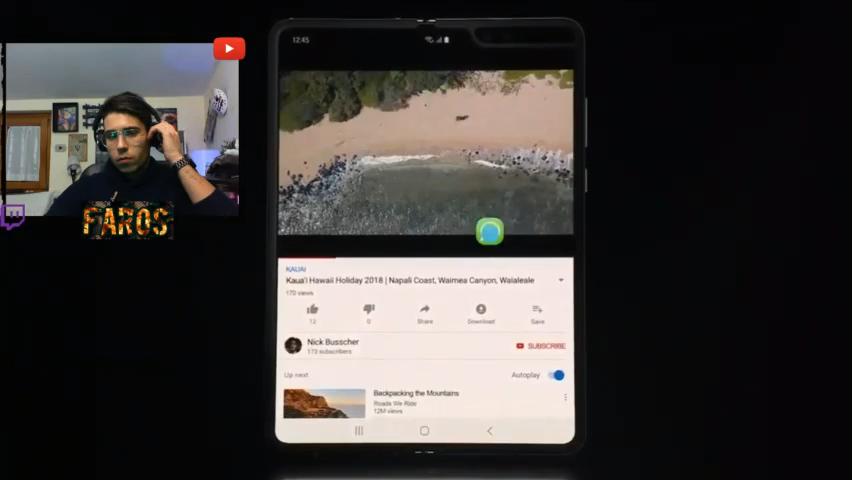 FAROS
12:45
KAUAI
Kaua'i Hawaii Holiday 2018 | Napali Coast, Waimea Canyon, Waialeale
170 views
12
0
Share
Download
Save
Nick Busscher
173 subscribers
SUBSCRIBE
Up next
Autoplay
Backpacking the Mountains
Roads We Ride
12M views